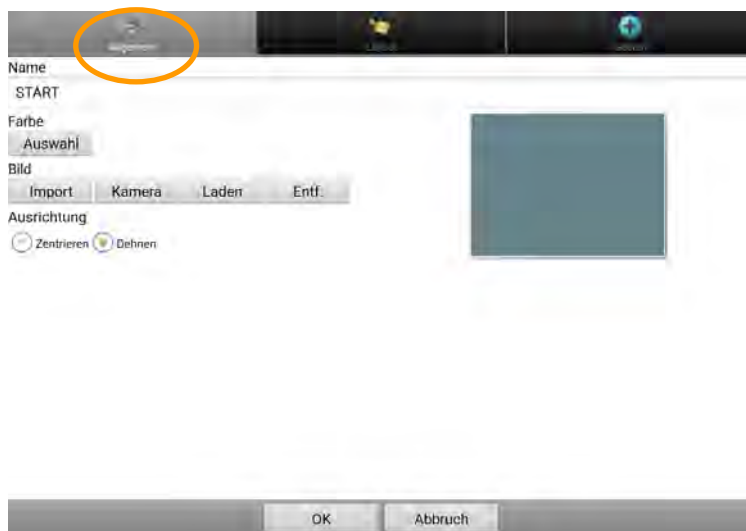 Name
START
Farbe
Auswahl
Bild
Import Kamera Laden Entf.
Ausrichtung
Zentrieren Dehnen
OK Abbruch